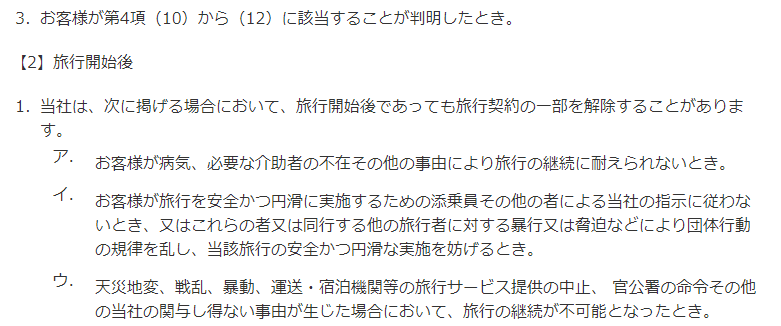 3. お客様が第4項（10）から（12）に該当することが判明したとき。
【2】旅行開始後
1. 当社は、次に掲げる場合において、旅行開始後であっても旅行契約の一部を解除することがありま
す。
ア. お客様が病気、必要な介助者の不在その他の事由により旅行の継続に耐えられないとき。
イ. お客様が旅行を安全かつ円滑に実施するための添乗員その他の者による当社の指示に従わな
いとき、又はこれらの者又は同行する他の旅行者に対する暴行又は脅迫などにより団体行動
の規律を乱し、当該旅行の安全かつ円滑な実施を妨げるとき。
ウ. 天災地変、戦乱、暴動、運送・宿泊機関等の旅行サービス提供の中止、 官公署の命令その他
の当社の関与し得ない事由が生じた場合において、旅行の継続が不可能となったとき。